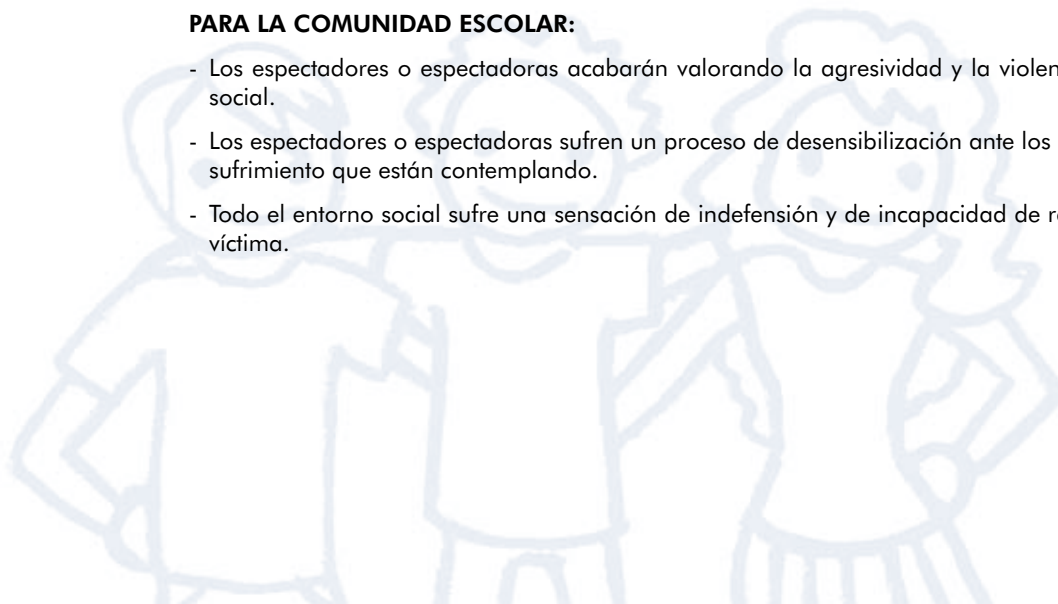 PARA LA COMUNIDAD ESCOLAR:
- Los espectadores o espectadoras acabarán valorando la agresividad y la
social.
- Los espectadores o espectadoras sufren un proceso de desensibilización ante los
sufrimiento que están contemplando.
- Todo el entorno social sufre una sensación de indefensión y de incapacidad de
víctima.